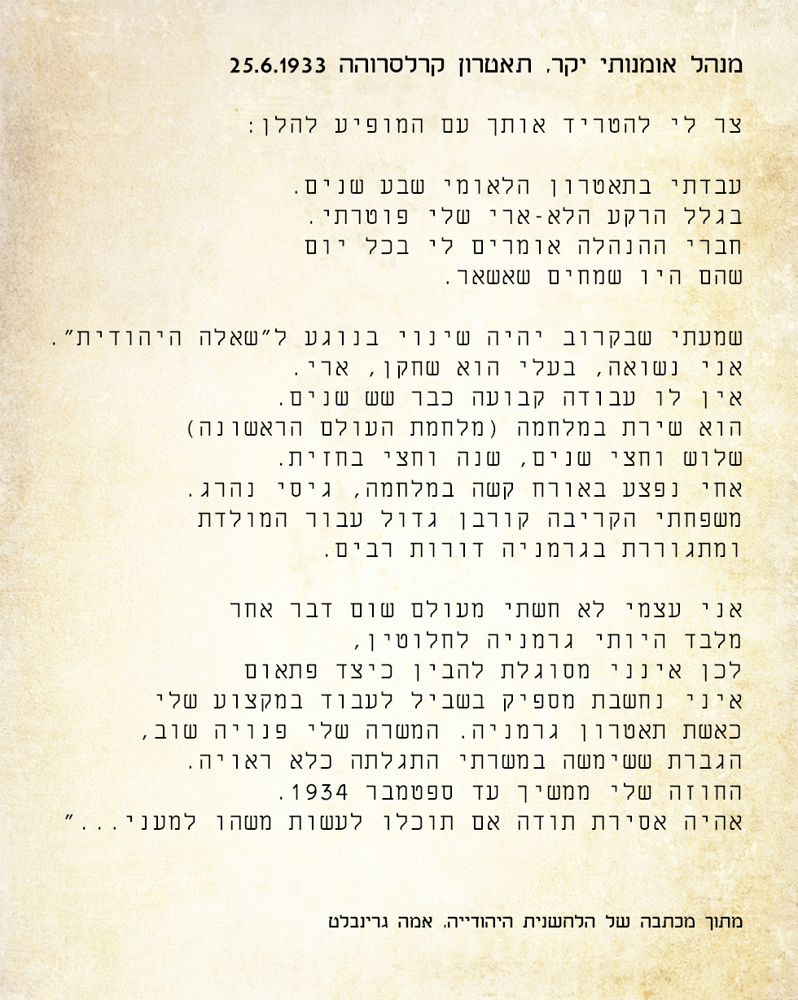 מנהל אומנותי יקר, תאטרון קרלסרוהה 25.6.1933
צר לי להטריד אותך עם המופיע להלן:
עבדתי בתאטרון הלאומי שבע שנים.
בגלל הרקע הלא-ארי שלי פוטרתי.
חברי ההנהלה אומרים לי בכל יום
שהם היו שמחים שאשאר.
שמעתי שבקרוב יהיה שינוי בנוגע ל"שאלה היהודית".
אני נשואה, בעלי הוא שחקן, ארי.
אין לו עבודה קבועה כבר שש שנים.
הוא שירת במלחמה (מלחמת העולם הראשונה)
שלוש וחצי שנים, שנה וחצי בחזית.
אחי נפצע באורח קשה במלחמה, גיסי נהרג.
משפחתי הקריבה קורבן גדול עבור המולדת
ומתגוררת בגרמניה דורות רבים.
אני עצמי לא חשתי מעולם שום דבר אחר
מלבד היותי גרמניה לחלוטין,
לכן אינני מסוגלת להבין כיצד פתאום
איני נחשבת מספיק בשביל לעבוד במקצוע שלי
כאשת תאטרון גרמניה. המשרה שלי פנויה שוב,
הגברת ששימשה במשרתי התגלתה כלא ראויה.
החוזה שלי ממשיך עד ספטמבר 1934.
אהיה אסירת תודה אם תוכלו לעשות משהו למעני..."
מתוך מכתבה של הלחשנית היהודייה, אמה גרינבלט